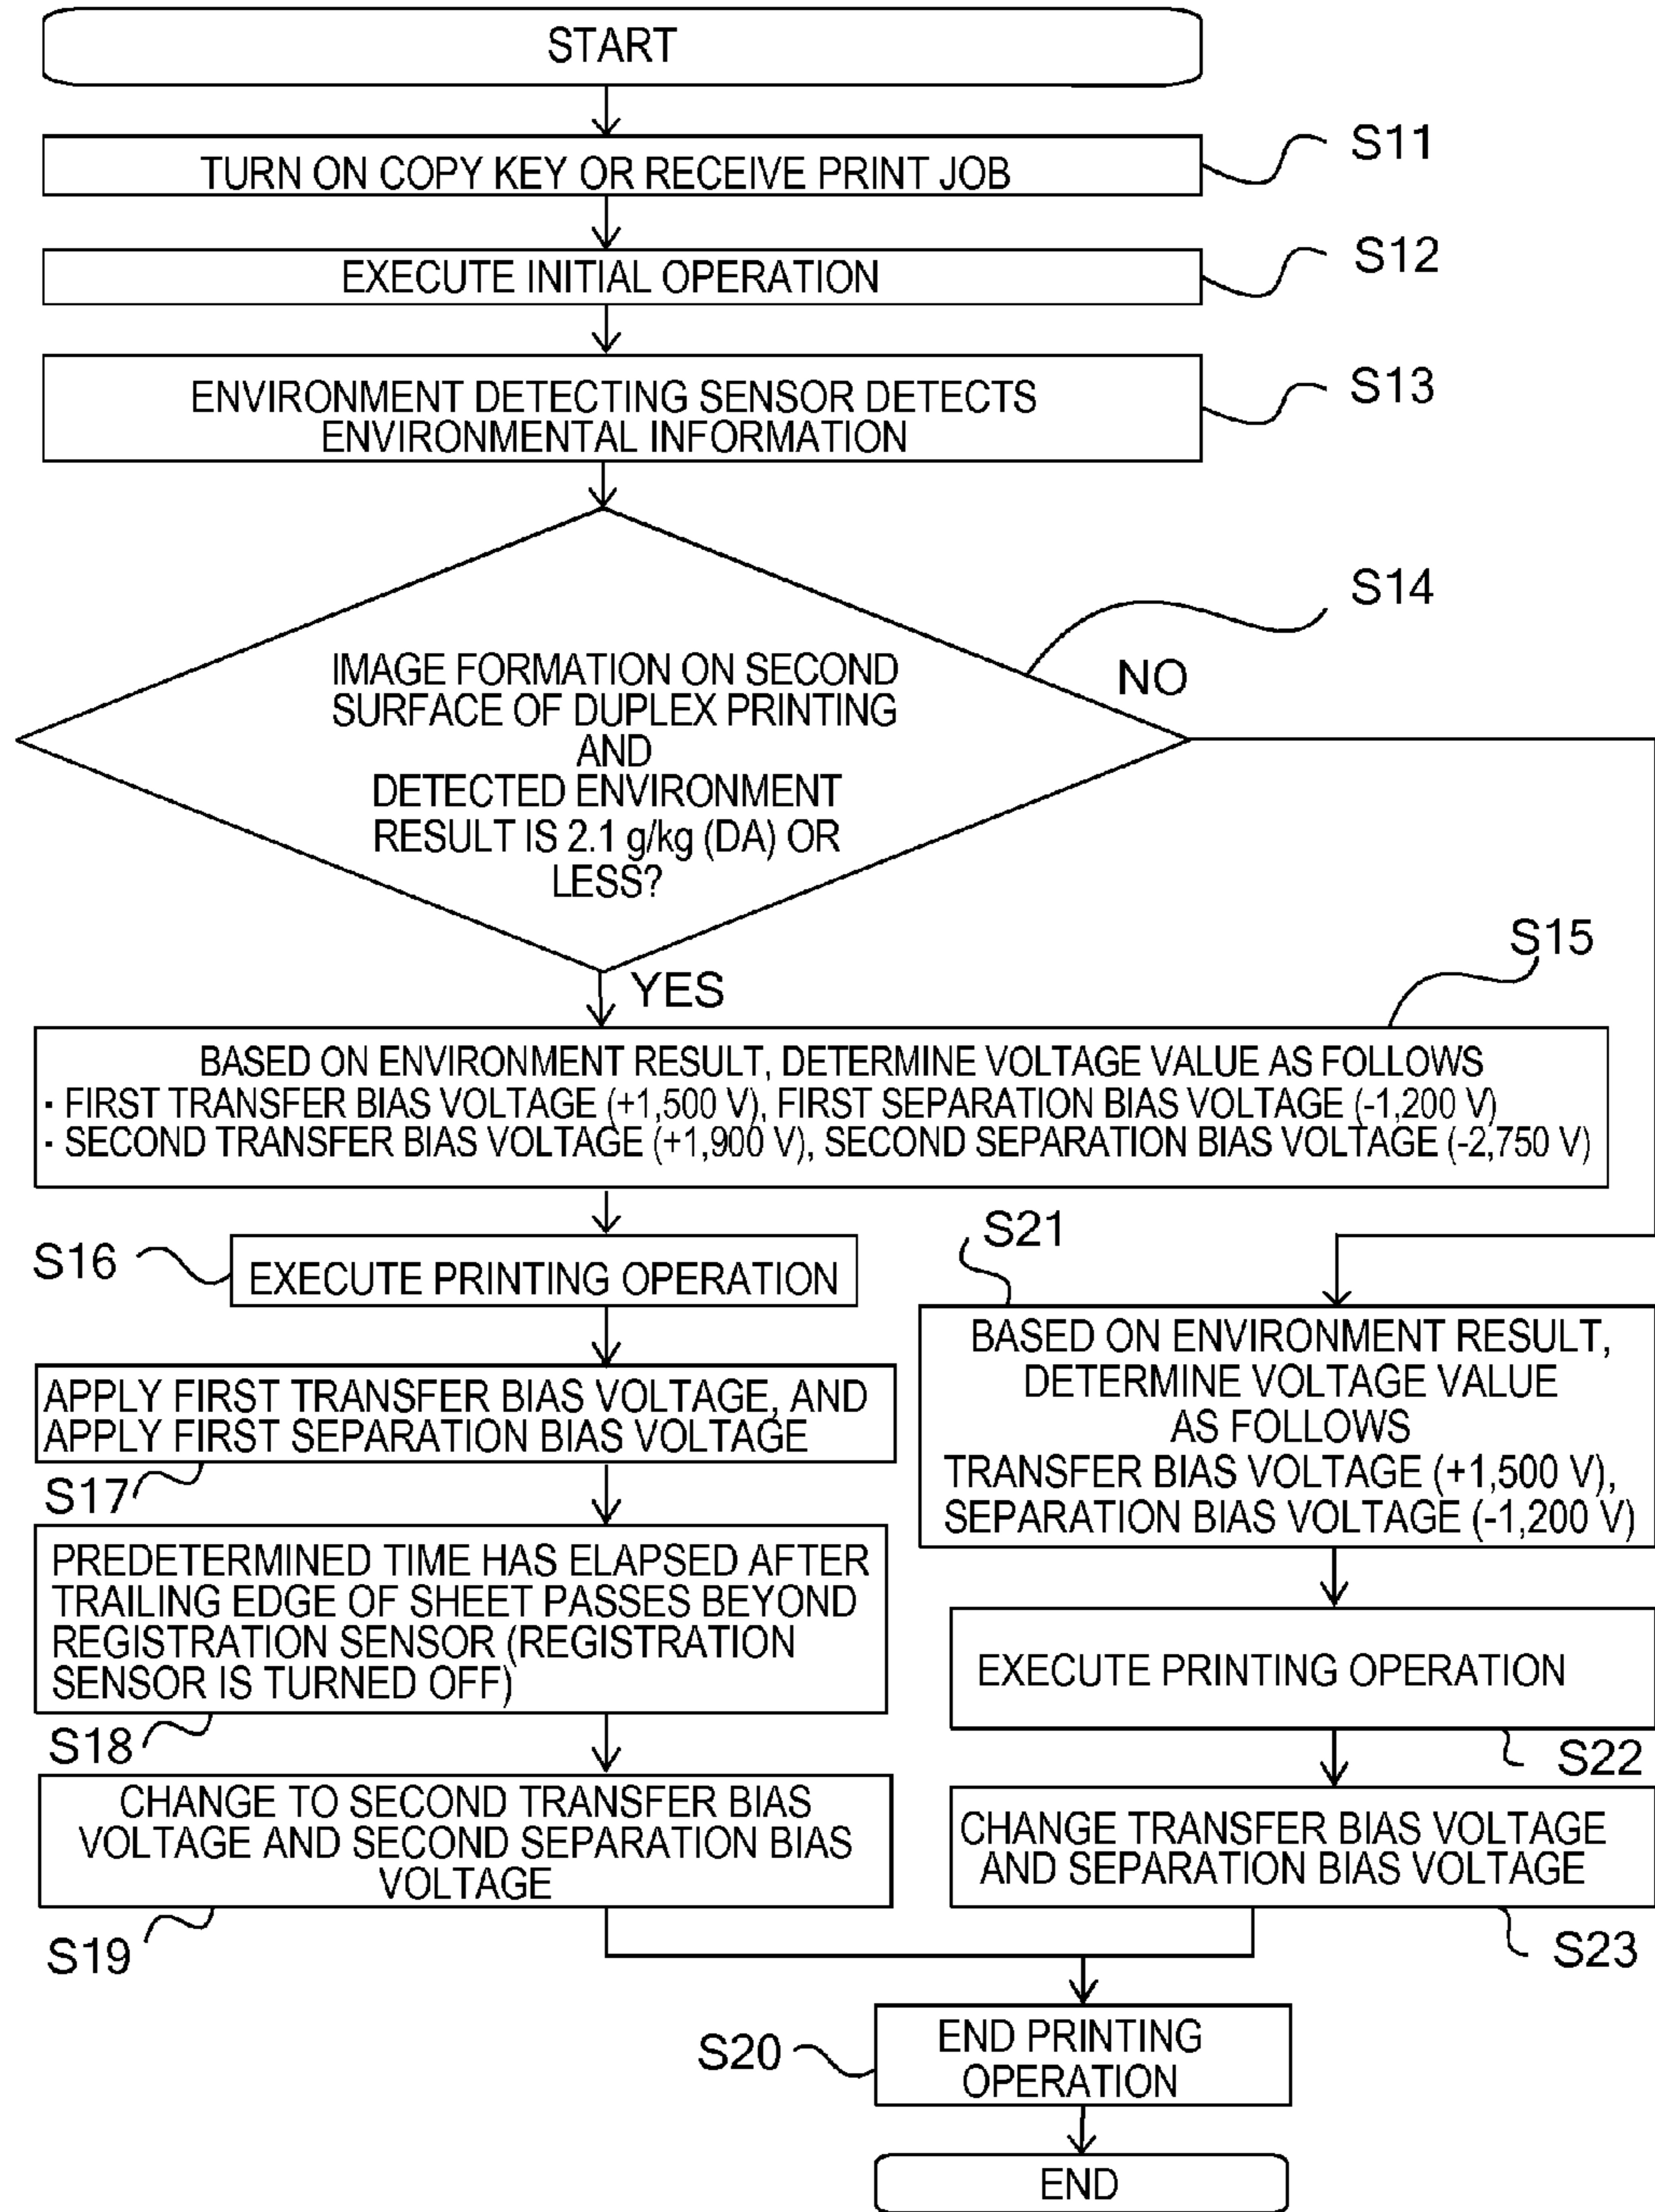 START
TURN ON COPY KEY OR RECEIVE PRINT JOB
S11
EXECUTE INITIAL OPERATION
S12
ENVIRONMENT DETECTING SENSOR DETECTS
ENVIRONMENTAL INFORMATION
S13
S14
IMAGE FORMATION ON SECOND
SURFACE OF DUPLEX PRINTING
AND
DETECTED ENVIRONMENT
RESULT IS 2.1 g/kg (DA) OR
LESS?
NO
YES
S15
BASED ON ENVIRONMENT RESULT, DETERMINE VOLTAGE VALUE AS FOLLOWS
· FIRST TRANSFER BIAS VOLTAGE (+1,500 V), FIRST SEPARATION BIAS VOLTAGE (-1,200 V)
· SECOND TRANSFER BIAS VOLTAGE (+1,900 V), SECOND SEPARATION BIAS VOLTAGE (-2,750 V)
S16
EXECUTE PRINTING OPERATION
APPLY FIRST TRANSFER BIAS VOLTAGE, AND
APPLY FIRST SEPARATION BIAS VOLTAGE
S17
PREDETERMINED TIME HAS ELAPSED AFTER
TRAILING EDGE OF SHEET PASSES BEYOND
REGISTRATION SENSOR (REGISTRATION
SENSOR IS TURNED OFF)
S18
CHANGE TO SECOND TRANSFER BIAS
VOLTAGE AND SECOND SEPARATION BIAS
VOLTAGE
S19
S21
BASED ON ENVIRONMENT RESULT,
DETERMINE VOLTAGE VALUE
AS FOLLOWS
TRANSFER BIAS VOLTAGE (+1,500 V),
SEPARATION BIAS VOLTAGE (-1,200 V)
EXECUTE PRINTING OPERATION
S22
CHANGE TRANSFER BIAS VOLTAGE
AND SEPARATION BIAS VOLTAGE
S23
S20
END PRINTING
OPERATION
END